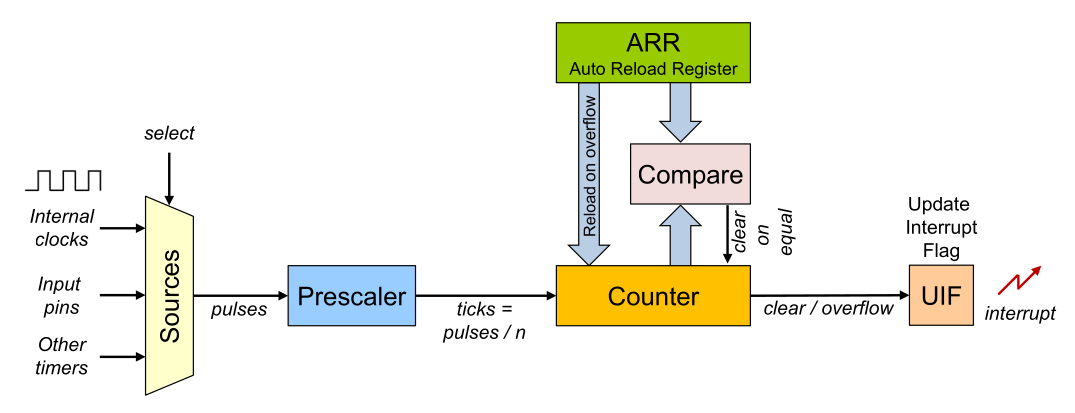 ARR
Auto Reload Register
Reload on overflow
select
Compare
Internal
clocks
clear
on
equal
Update
Interrupt
Flag
Input
pins
Sources
pulses
Prescaler
ticks =
pulses / n
Counter
clear / overflow
UIF
interrupt
Other
timers